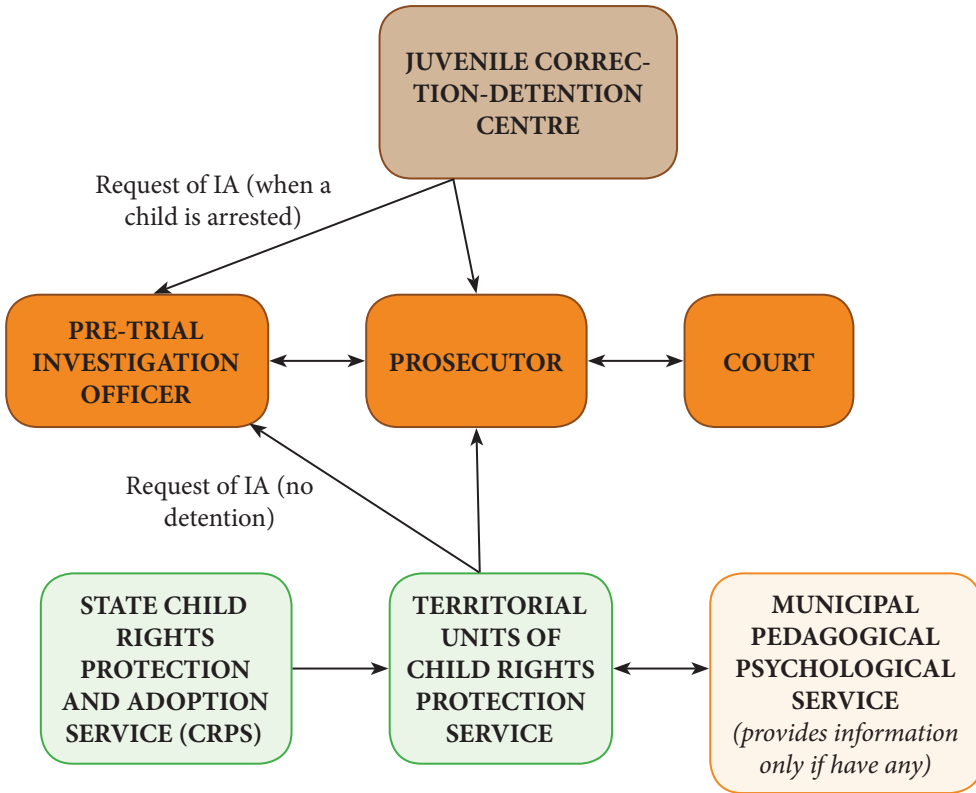 JUVENILE CORREC-
TION-DETENTION
CENTRE
Request of IA (when a
child is arrested)
PRE-TRIAL
INVESTIGATION
OFFICER
PROSECUTOR
COURT
Request of IA (no
detention)
STATE CHILD
RIGHTS
PROTECTION
AND ADOPTION
SERVICE (CRPS)
TERRITORIAL
UNITS OF
CHILD RIGHTS
PROTECTION
SERVICE
MUNICIPAL
PEDAGOGICAL
PSYCHOLOGICAL
SERVICE
(provides information
only if have any)